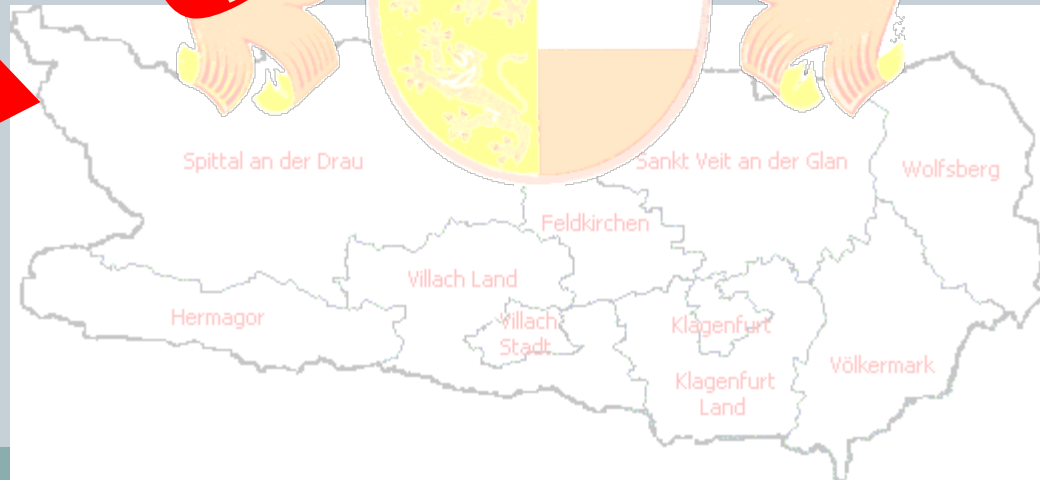 Spittal an der Drau
Sankt Veit an der Glan
Wolfsberg
Feldkirchen
Villach Land
Hermagor
Villach
Stadt
Klagenfurt
Völkermark
Klagenfurt
Land